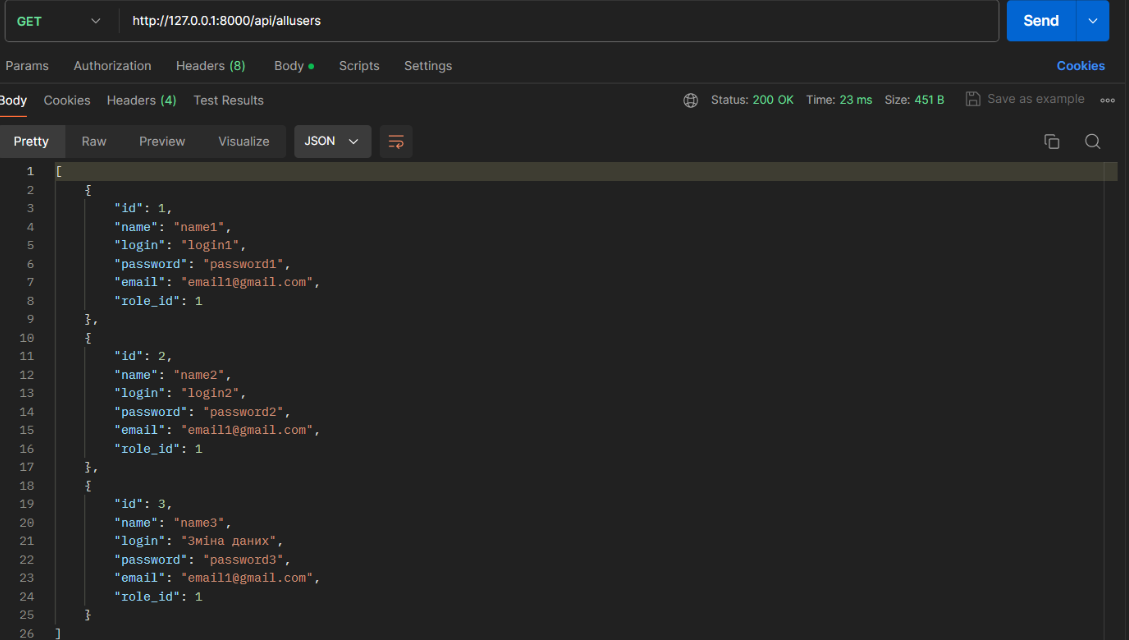 GET http://127.0.0.1:8000/api/allusers Send
Params Authorization Headers (8) Body Scripts Settings Cookies
Body Cookies Headers (4) Test Results Status: 200 OK Time: 23 ms Size: 451 B Save as example
Pretty Raw Preview Visualize JSON
1 [
2 {
3 "id": 1,
4 "name": "name1",
5 "login": "login1",
6 "password": "password1",
7 "email": "email1@gmail.com",
8 "role_id": 1
9 },
10 {
11 "id": 2,
12 "name": "name2",
13 "login": "login2",
14 "password": "password2",
15 "email": "email1@gmail.com",
16 "role_id": 1
17 },
18 {
19 "id": 3,
20 "name": "name3",
21 "login": "Зміна даних",
22 "password": "password3",
23 "email": "email1@gmail.com",
24 "role_id": 1
25 }
26 ]